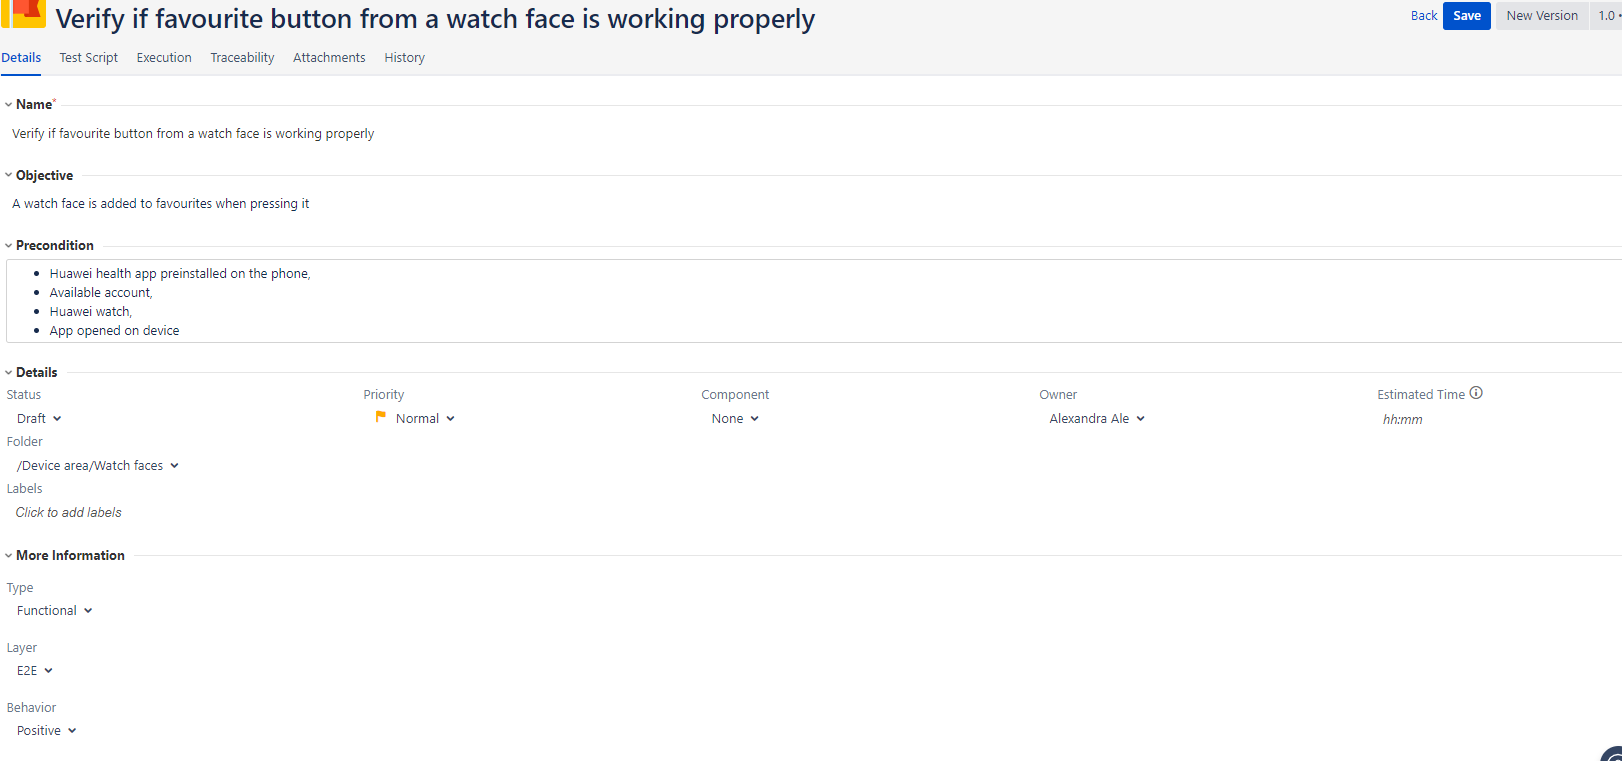 Verify if favourite button from a watch face is working properly
Back Save New Version 1.0
Details Test Script Execution Traceability Attachments History
Name*
Verify if favourite button from a watch face is working properly
Objective
A watch face is added to favourites when pressing it
Precondition
• Huawei health app preinstalled on the phone,
• Available account,
• Huawei watch,
• App opened on device
Details
Status Priority Component Owner Estimated Time
Draft Normal None Alexandra Ale hh:mm
Folder
/Device area/Watch faces
Labels
Click to add labels
More Information
Type
Functional
Layer
E2E
Behavior
Positive